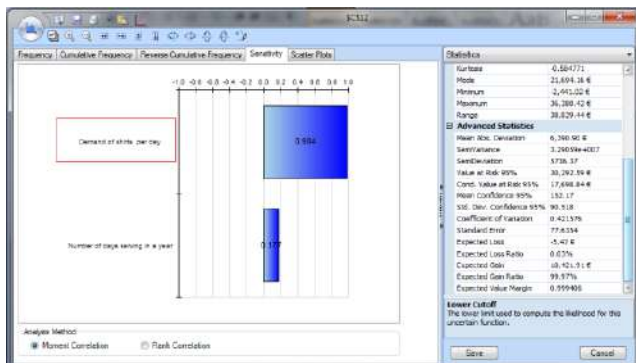 SC512
Frequency Cumulative Frequency Reverse Cumulative Frequency Sensitivity Scatter Plots
-1.0 -0.8 -0.6 -0.4 -0.2 0.0 0.2 0.4 0.6 0.8 1.0
Demand of shirts per day
0.984
Number of days serving in a year
0.177
Analysis Method
Moment Correlation Rank Correlation
Statistics
Kurtosis -0.584771
Mode 21,694.16 €
Minimum -2,441.02 €
Maximum 36,388.42 €
Range 38,829.44 €
Advanced Statistics
Mean Abs. Deviation 6,390.90 €
SemiVariance 3.29059e+007
SemiDeviation 5736.37
Value at Risk 95% 30,292.59 €
Cond. Value at Risk 95% 17,698.84 €
Mean Confidence 95% 152.17
Std. Dev. Confidence 95% 90.518
Coefficient of Variation 0.421576
Standard Error 77.6354
Expected Loss -5.47 €
Expected Loss Ratio 0.03%
Expected Gain 18,421.91 €
Expected Gain Ratio 99.97%
Expected Value Margin 0.999406
Lower Cutoff
The lower limit used to compute the likelihood for this
uncertain function.
Save Cancel